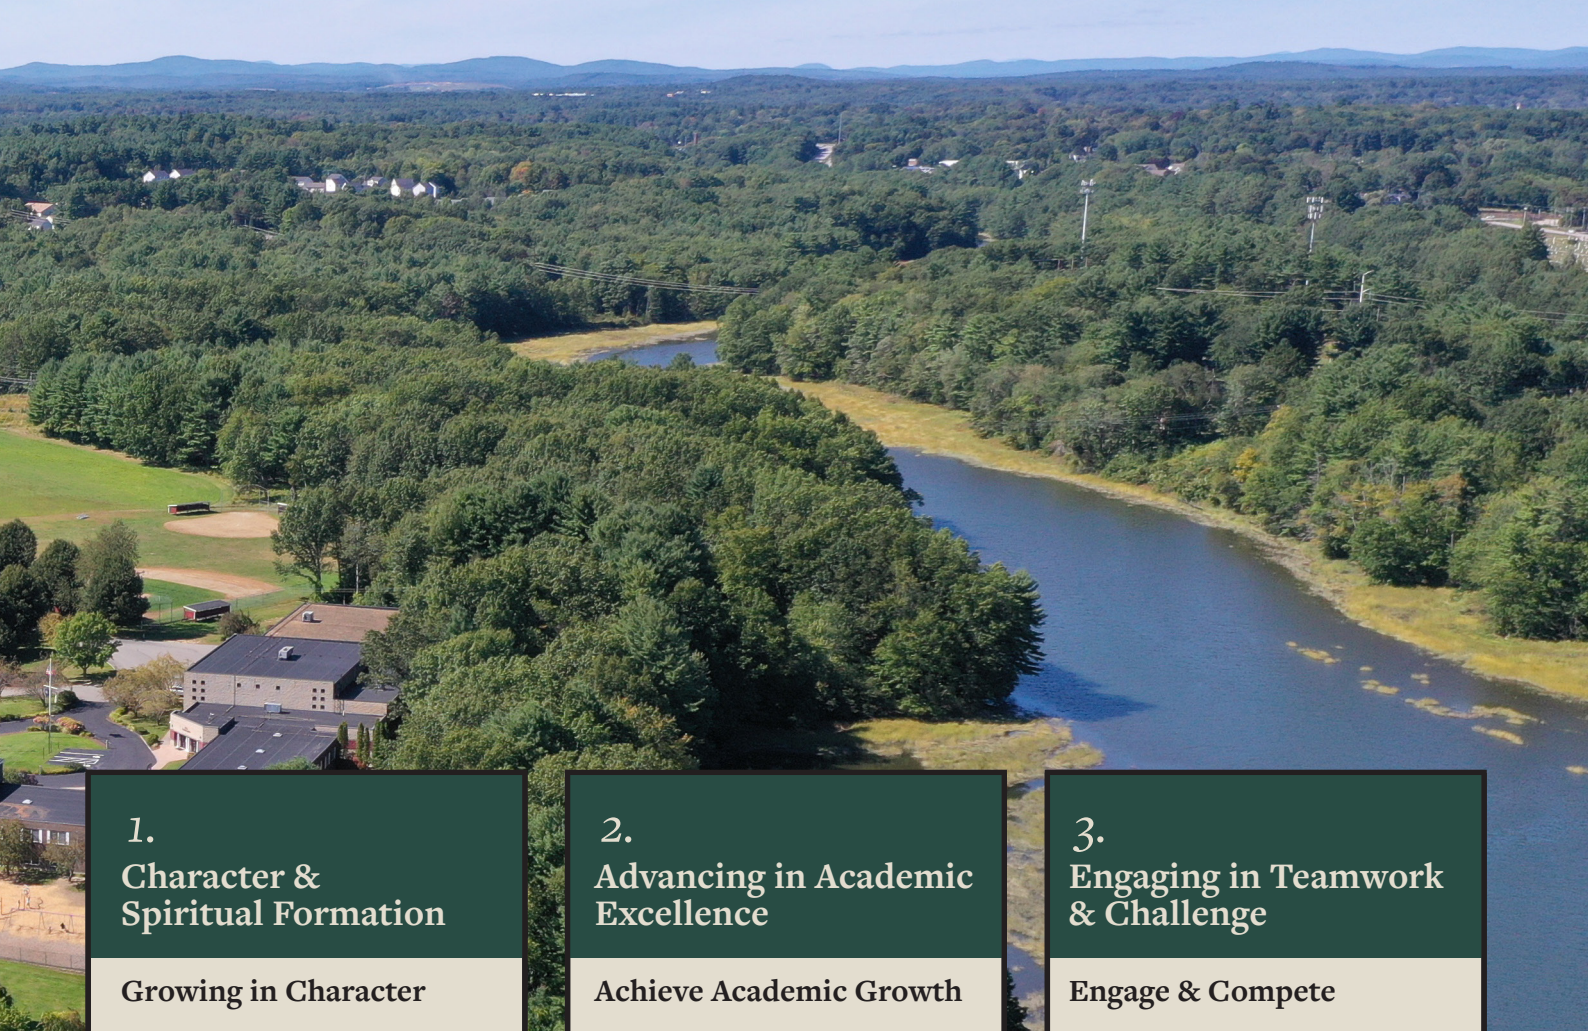 1.
Character &
Spiritual Formation
Growing in Character
2.
Advancing in Academic
Excellence
Achieve Academic Growth
3.
Engaging in Teamwork
& Challenge
Engage & Compete